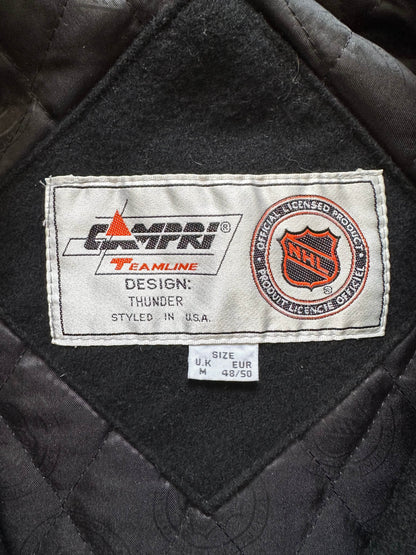 CAMPRI®
TEAMLINE
DESIGN:
THUNDER
STYLED IN U.S.A.
OFFICIAL LICENSED PRODUCT
NHL
®
PRODUIT LICENCIE OFFICIEL
SIZE
U.K EUR
M 48/50